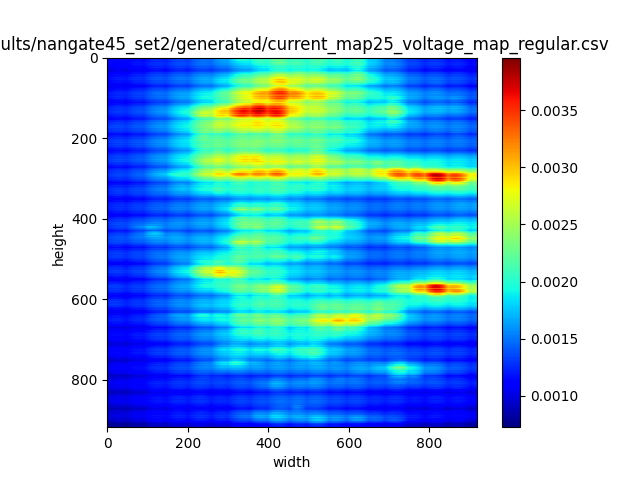 ults/nangate45_set2/generated/current_map25_voltage_map_regular.csv
0
200
400
600
800
height
0 200 400 600 800
width
0.0035
0.0030
0.0025
0.0020
0.0015
0.0010